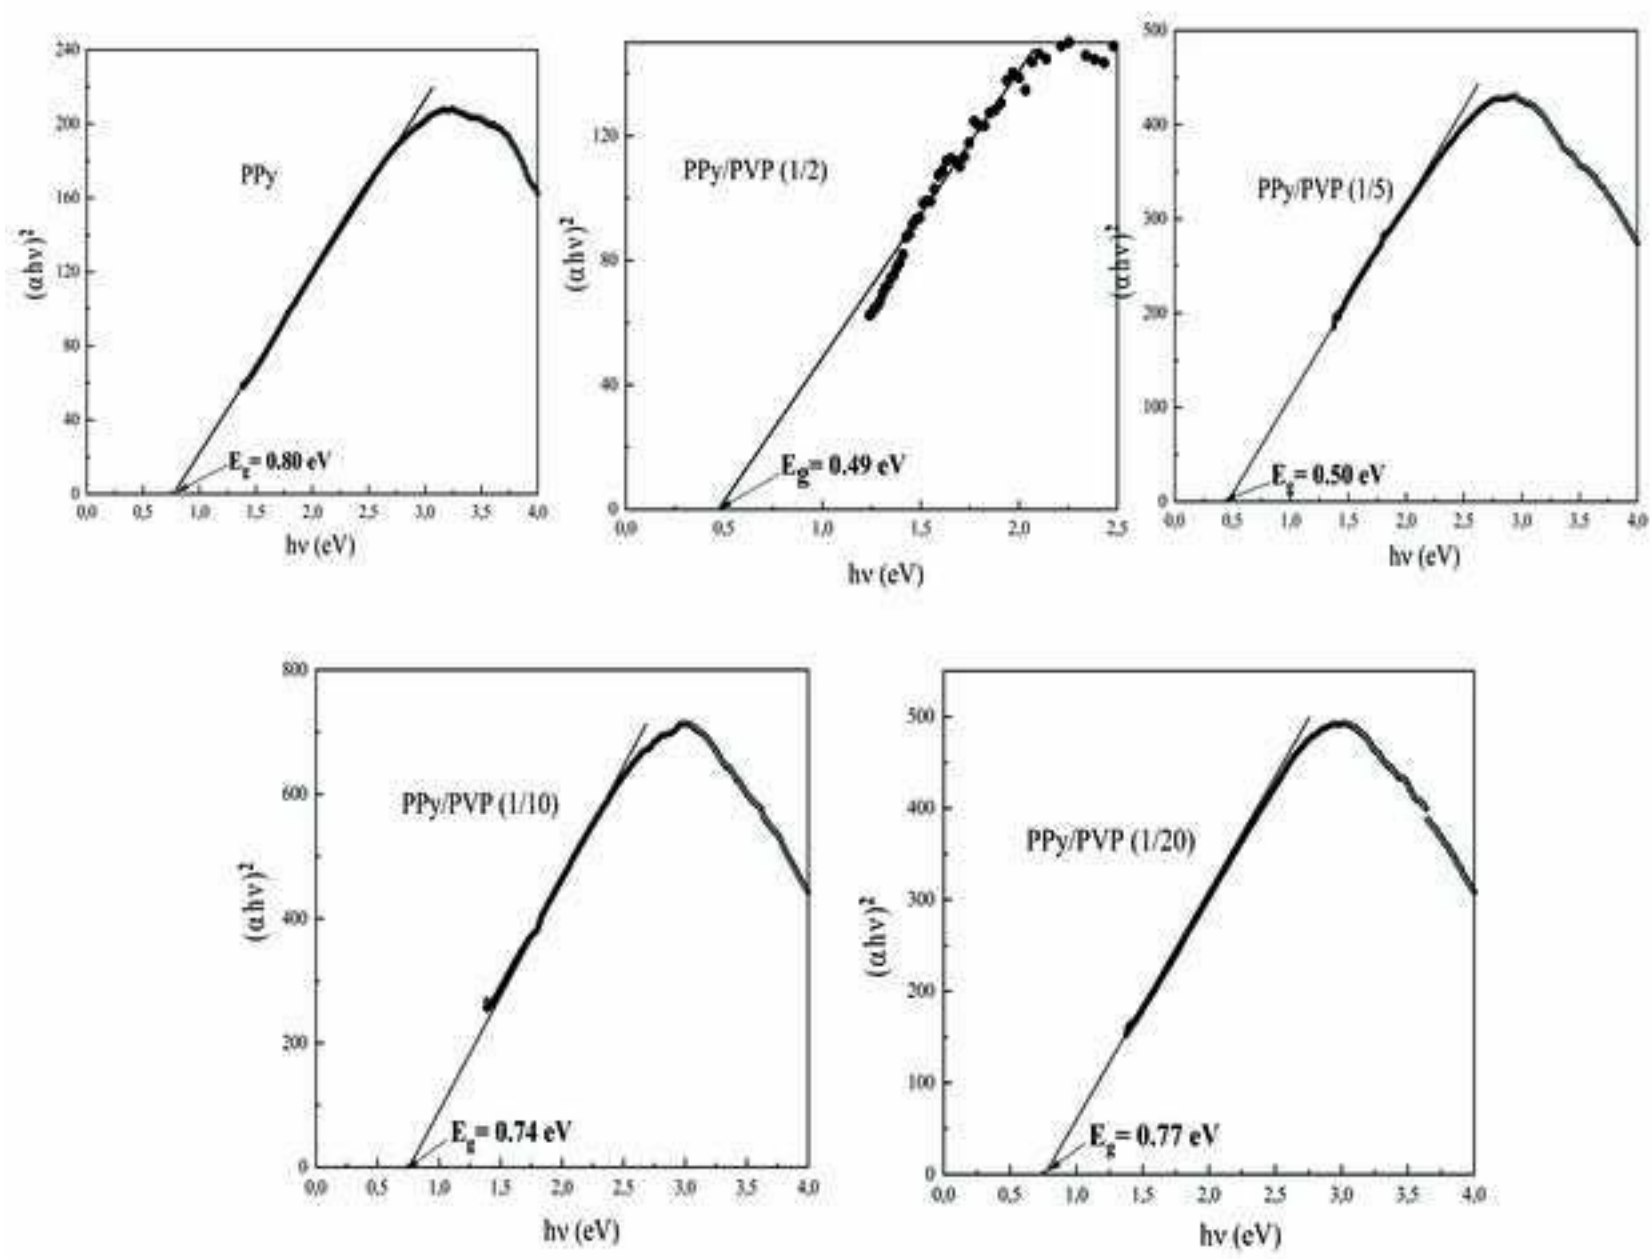 240
200
160
120
80
40
0
(αhν)²
PPy
E_g= 0.80 eV
0,0 0,5 1,0 1,5 2,0 2,5 3,0 3,5 4,0
hν (eV)
120
80
40
0
(αhν)²
PPy/PVP (1/2)
Eg= 0.49 eV
0,0 0,5 1,0 1,5 2,0 2,5
hν (eV)
500
400
300
200
100
0
(αhν)²
PPy/PVP (1/5)
E_g= 0.50 eV
0,0 0,5 1,0 1,5 2,0 2,5 3,0 3,5 4,0
hν (eV)
800
600
400
200
0
(αhν)²
PPy/PVP (1/10)
E_g= 0.74 eV
0,0 0,5 1,0 1,5 2,0 2,5 3,0 3,5 4,0
hν (eV)
500
400
300
200
100
0
(αhν)²
PPy/PVP (1/20)
E_g= 0.77 eV
0,0 0,5 1,0 1,5 2,0 2,5 3,0 3,5 4,0
hν (eV)